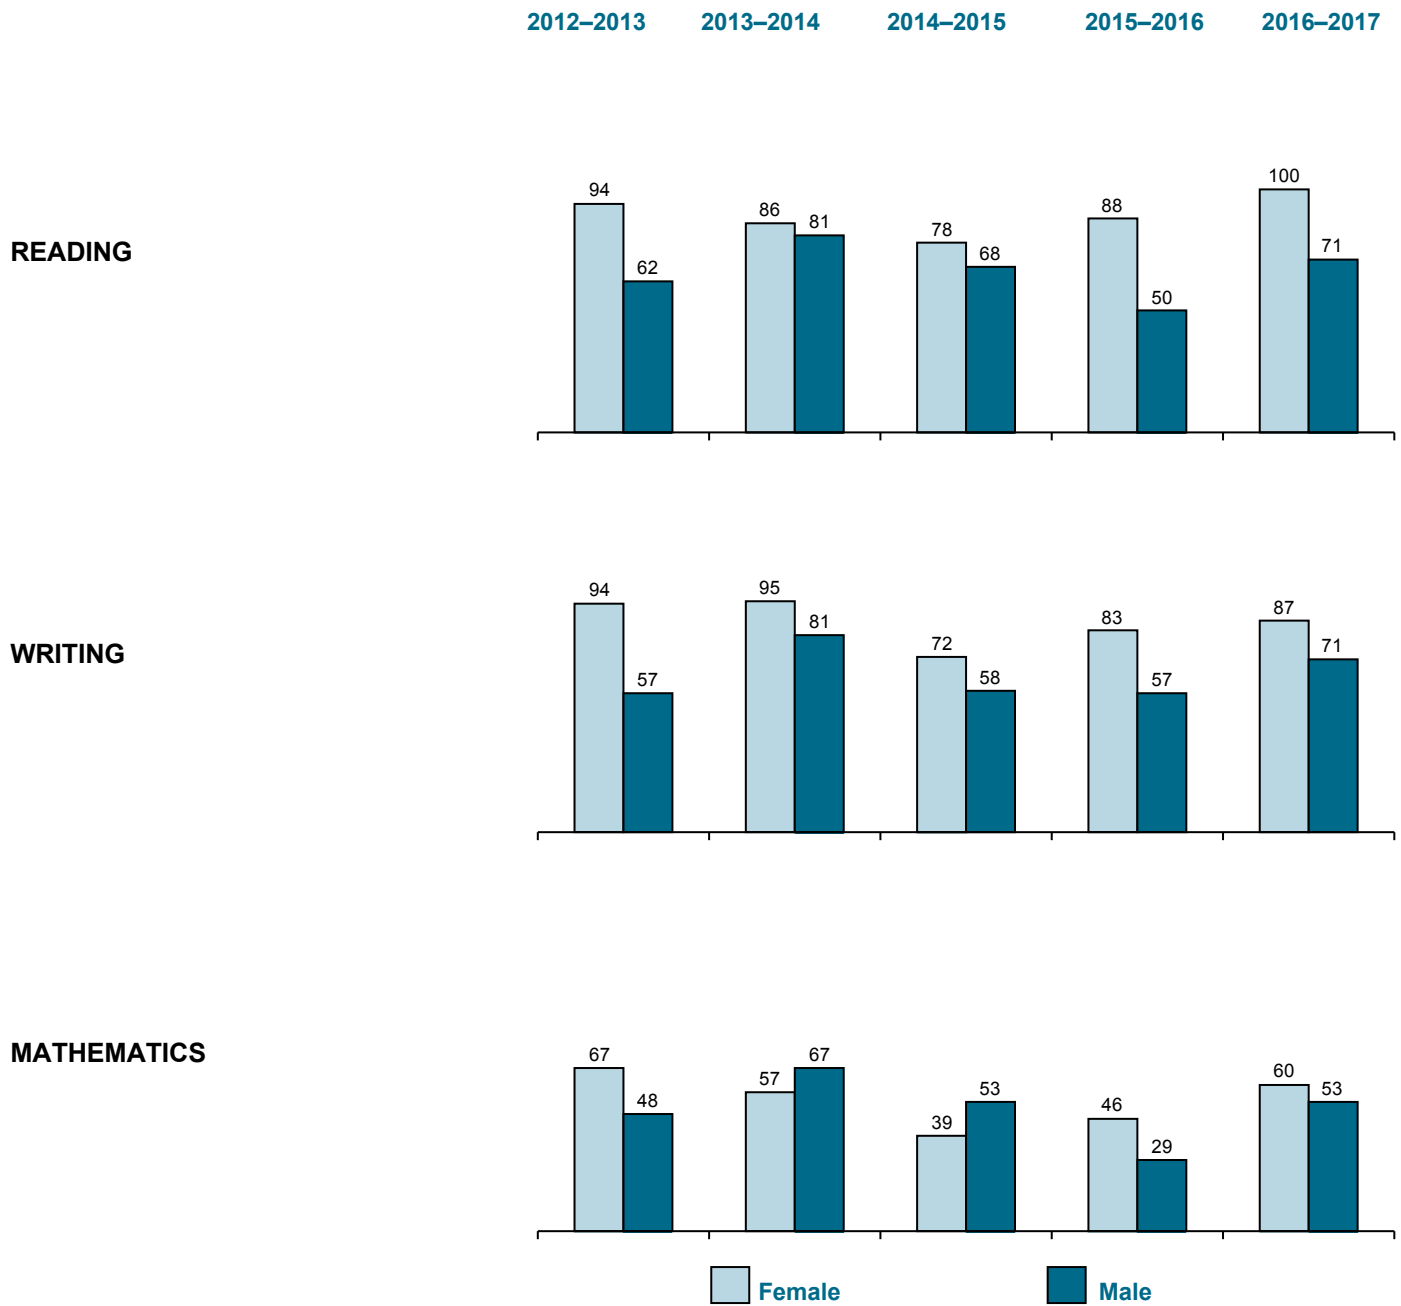 2012–2013 2013–2014 2014–2015 2015–2016 2016–2017
READING
94 62 86 81 78 68 88 50 100 71
WRITING
94 57 95 81 72 58 83 57 87 71
MATHEMATICS
67 48 57 67 39 53 46 29 60 53
Female Male